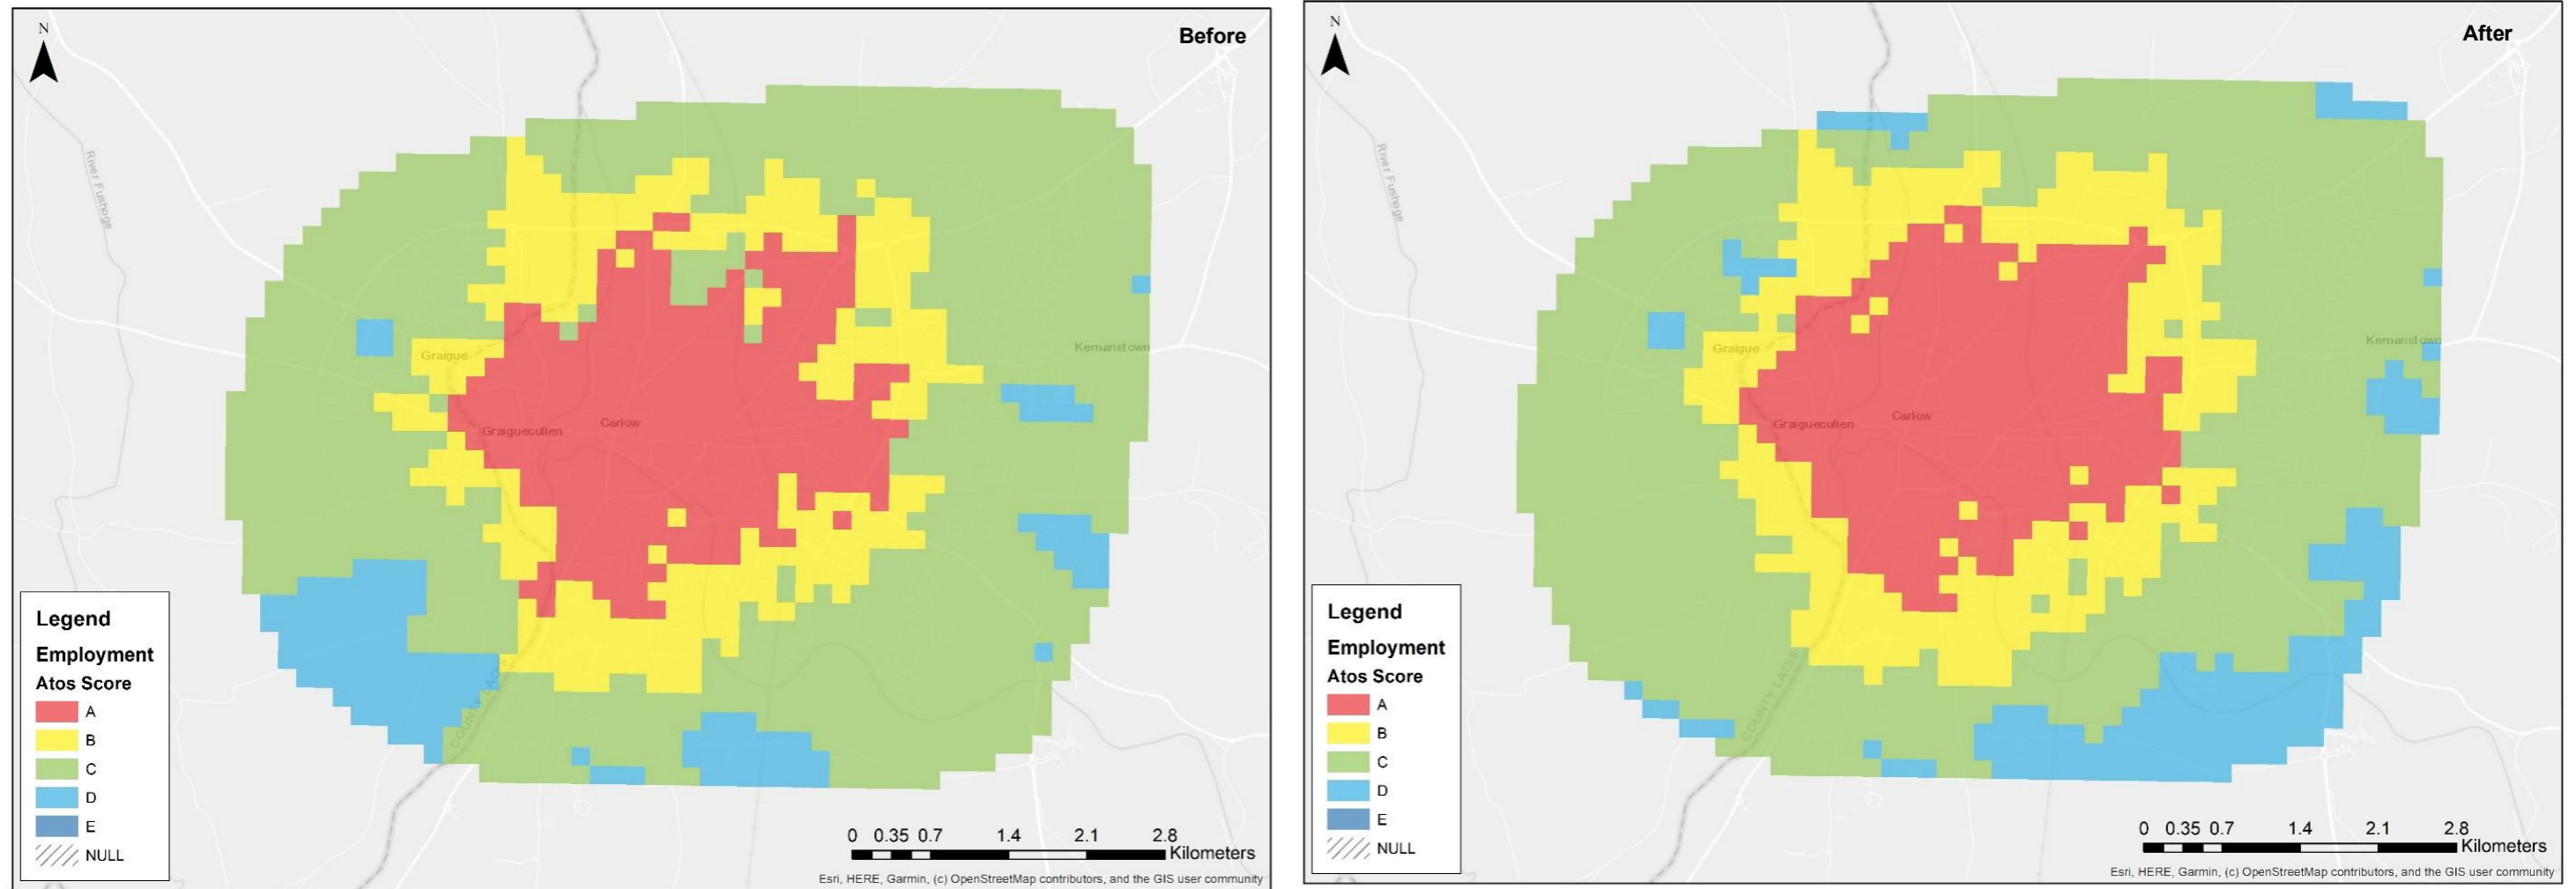 N
Before
River Fushoge
Graigue
Kernanstown
Carlow
Graiguecullen
Legend
Employment
Atos Score
A
B
C
D
E
NULL
0 0.35 0.7 1.4 2.1 2.8
Kilometers
Esri, HERE, Garmin, (c) OpenStreetMap contributors, and the GIS user community
N
After
River Fushoge
Kernanstown
Graigue
Carlow
Graiguecullen
COUNTY LAOIS
Legend
Employment
Atos Score
A
B
C
D
E
NULL
0 0.35 0.7 1.4 2.1 2.8
Kilometers
Esri, HERE, Garmin, (c) OpenStreetMap contributors, and the GIS user community